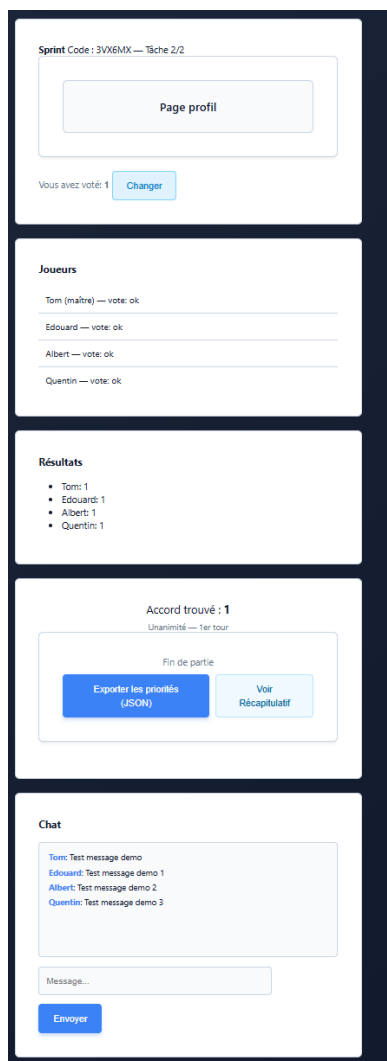 Sprint Code : 3VX6MX — Tâche 2/2
Page profil
Vous avez voté: 1 Changer
Joueurs
Tom (maître) — vote: ok
Edouard — vote: ok
Albert — vote: ok
Quentin — vote: ok
Résultats
Tom: 1
Edouard: 1
Albert: 1
Quentin: 1
Accord trouvé : 1
Unanimité — 1er tour
Fin de partie
Exporter les priorités
(JSON)
Voir
Récapitulatif
Chat
Tom: Test message demo
Edouard: Test message demo 1
Albert: Test message demo 2
Quentin: Test message demo 3
Message...
Envoyer